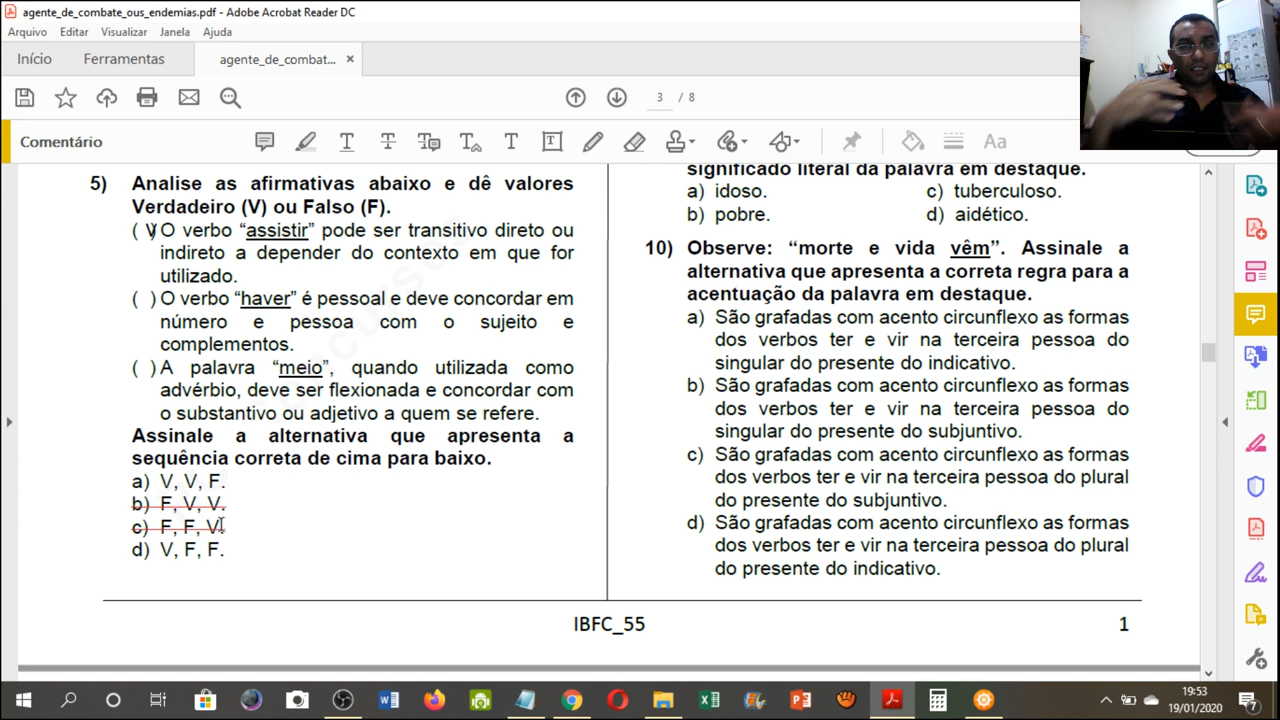 agente_de_combate_ous_endemias.pdf - Adobe Acrobat Reader DC
Arquivo Editar Visualizar Janela Ajuda
Início Ferramentas agente_de_combat... ×
3 / 8
Comentário
5) Analise as afirmativas abaixo e dê valores
Verdadeiro (V) ou Falso (F).
( V) O verbo “assistir” pode ser transitivo direto ou
indireto a depender do contexto em que for
utilizado.
( ) O verbo “haver” é pessoal e deve concordar em
número e pessoa com o sujeito e
complementos.
( ) A palavra “meio”, quando utilizada como
advérbio, deve ser flexionada e concordar com
o substantivo ou adjetivo a quem se refere.
Assinale a alternativa que apresenta a
sequência correta de cima para baixo.
a) V, V, F.
b) F, V, V.
c) F, F, V.
d) V, F, F.
significado literal da palavra em destaque.
a) idoso. c) tuberculoso.
b) pobre. d) aidético.
10) Observe: “morte e vida vêm”. Assinale a
alternativa que apresenta a correta regra para a
acentuação da palavra em destaque.
a) São grafadas com acento circunflexo as formas
dos verbos ter e vir na terceira pessoa do
singular do presente do indicativo.
b) São grafadas com acento circunflexo as formas
dos verbos ter e vir na terceira pessoa do
singular do presente do subjuntivo.
c) São grafadas com acento circunflexo as formas
dos verbos ter e vir na terceira pessoa do plural
do presente do subjuntivo.
d) São grafadas com acento circunflexo as formas
dos verbos ter e vir na terceira pessoa do plural
do presente do indicativo.
IBFC_55 1
19:53
19/01/2020